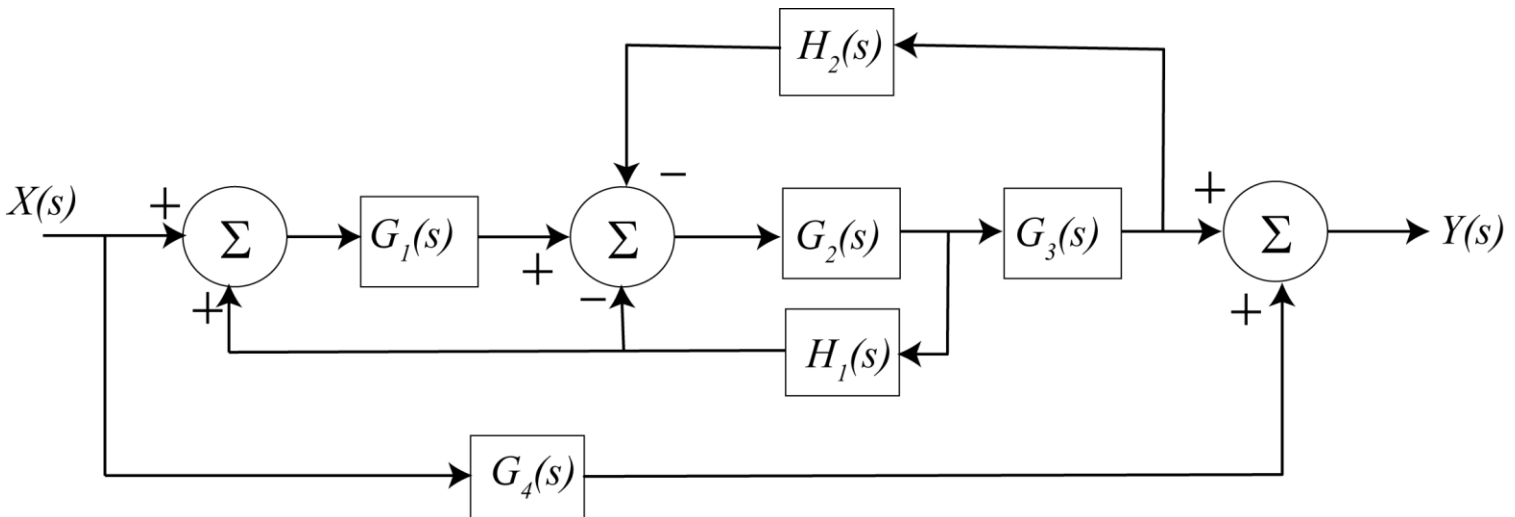 H₂(s)
−
X(s)
+
Σ
G₁(s)
+
Σ
G₂(s)
G₃(s)
+
Σ
Y(s)
+
−
H₁(s)
+
G₄(s)